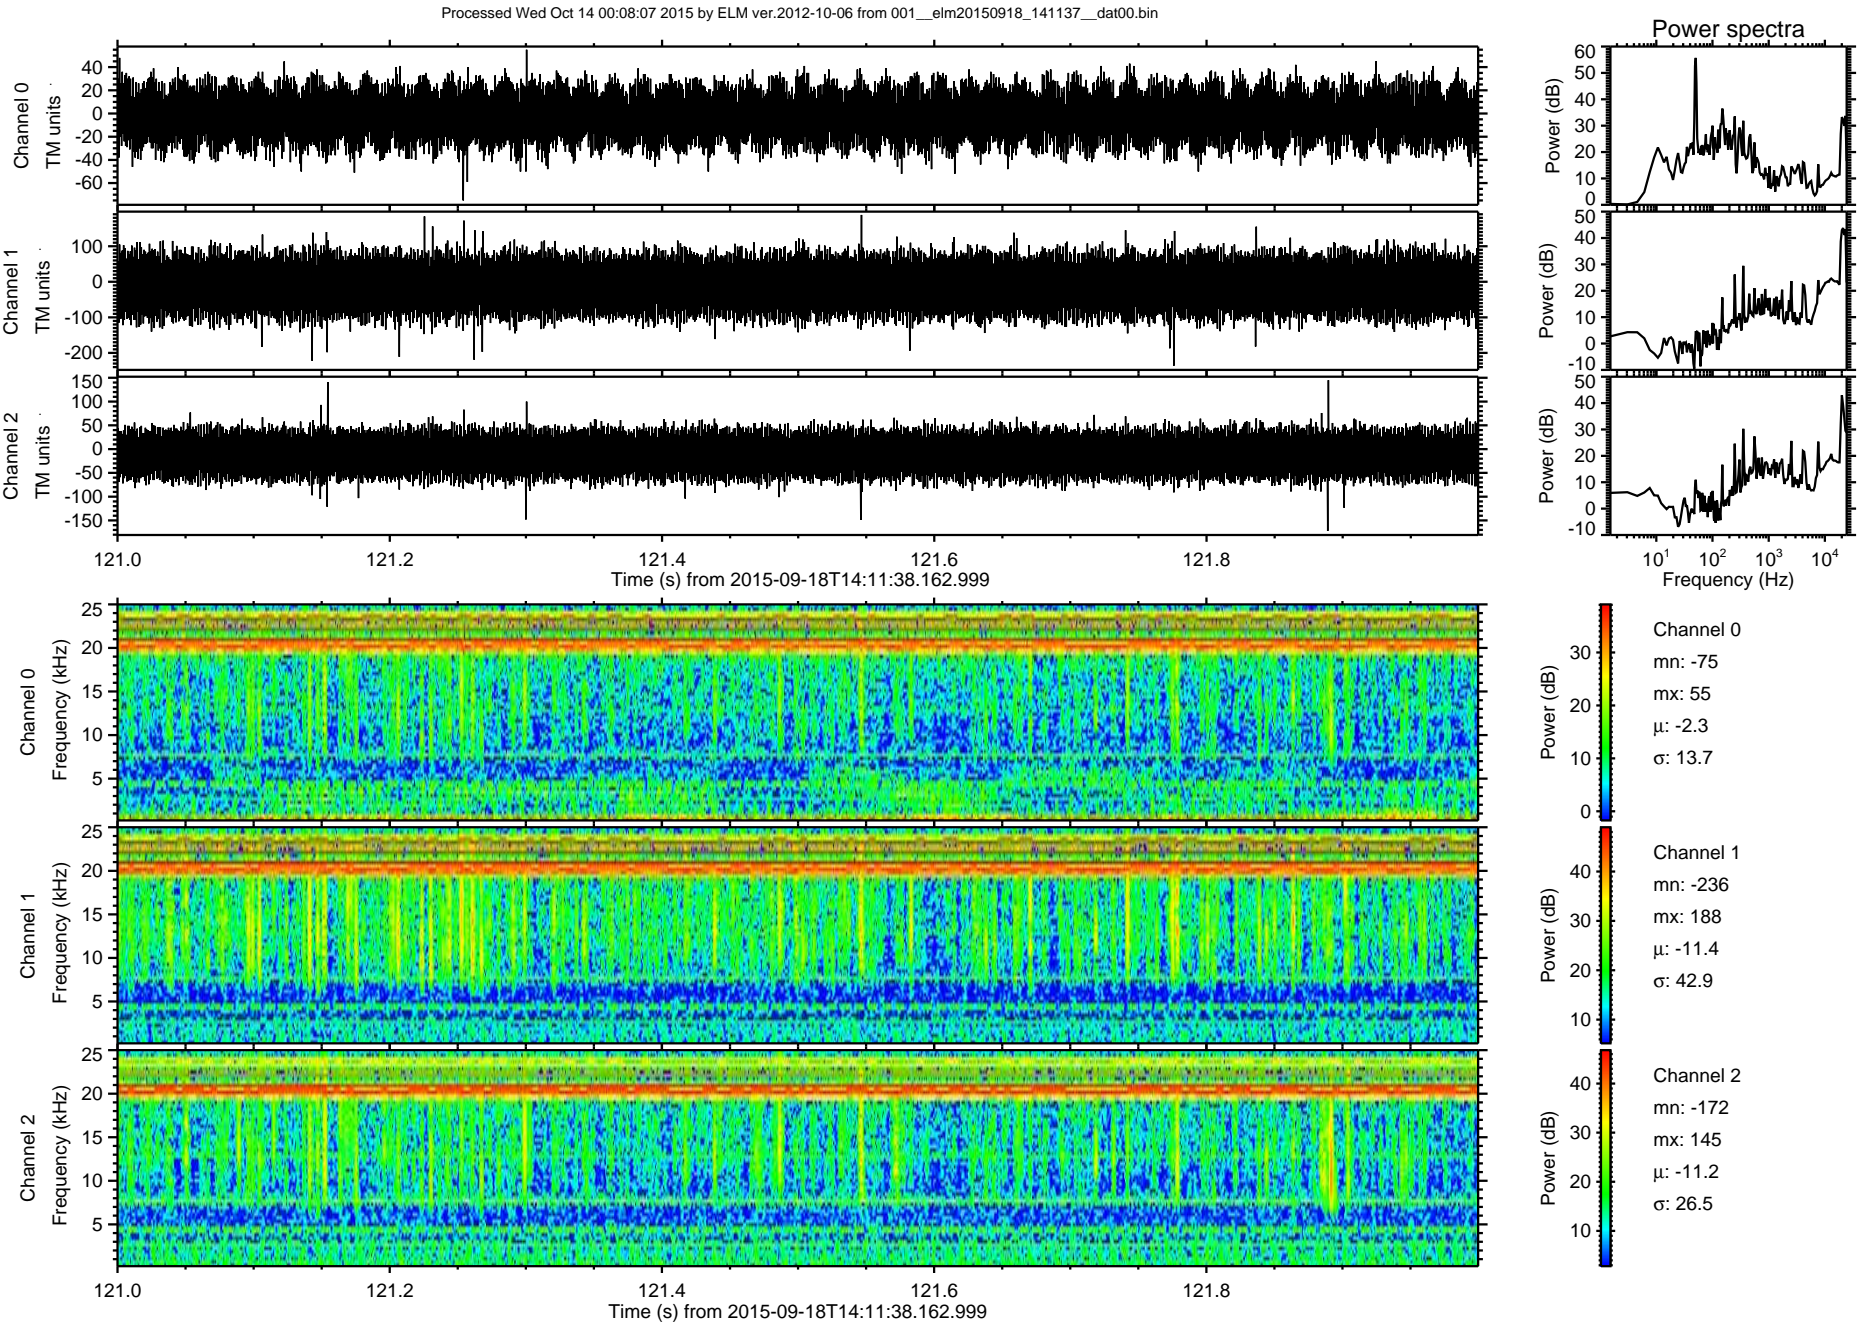 Processed Wed Oct 14 00:08:07 2015 by ELM ver.2012-10-06 from 001__elm20150918_141137__dat00.bin
Power spectra
Channel 0
TM units
40
20
0
-20
-40
-60
Power (dB)
60
50
40
30
20
10
0
Channel 1
TM units
100
0
-100
-200
Power (dB)
50
40
30
20
10
0
-10
Channel 2
TM units
150
100
50
0
-50
-100
-150
Power (dB)
50
40
30
20
10
0
-10
121.0 121.2 121.4 121.6 121.8
Time (s) from 2015-09-18T14:11:38.162.999
10^1 10^2 10^3 10^4
Frequency (Hz)
Channel 0
Frequency (kHz)
25
20
15
10
5
Power (dB)
30
20
10
0
Channel 0
mn: -75
mx: 55
μ: -2.3
σ: 13.7
Channel 1
Frequency (kHz)
25
20
15
10
5
Power (dB)
40
30
20
10
Channel 1
mn: -236
mx: 188
μ: -11.4
σ: 42.9
Channel 2
Frequency (kHz)
25
20
15
10
5
Power (dB)
40
30
20
10
Channel 2
mn: -172
mx: 145
μ: -11.2
σ: 26.5
121.0 121.2 121.4 121.6 121.8
Time (s) from 2015-09-18T14:11:38.162.999